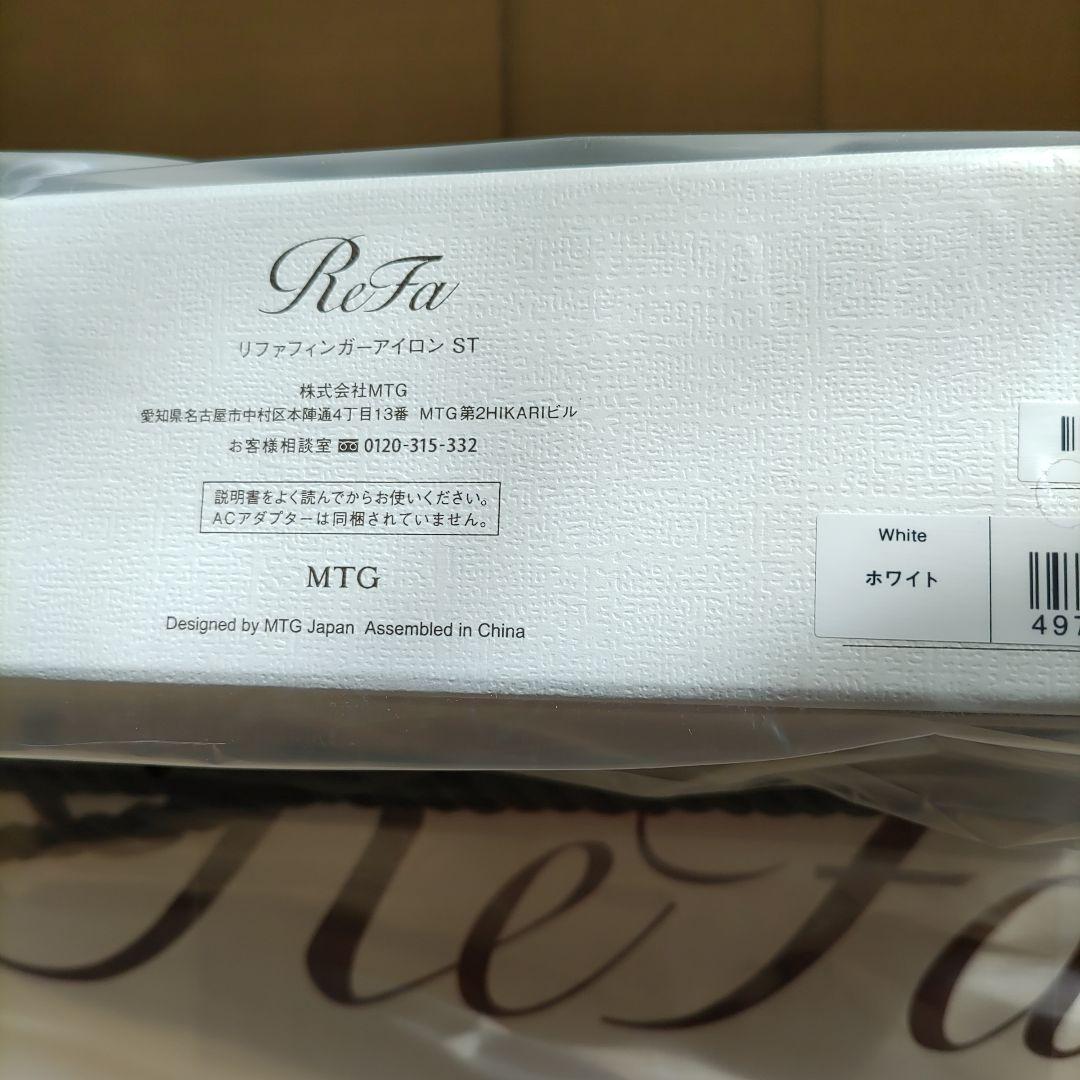 ReFa
リファフィンガーアイロン ST
株式会社MTG
愛知県名古屋市中村区本陣通4丁目13番 MTG第2HIKARIビル
お客様相談室 0120-315-332
説明書をよく読んでからお使いください。
ACアダプターは同梱されていません。
MTG
Designed by MTG Japan Assembled in China
White
ホワイト
497
ReFa